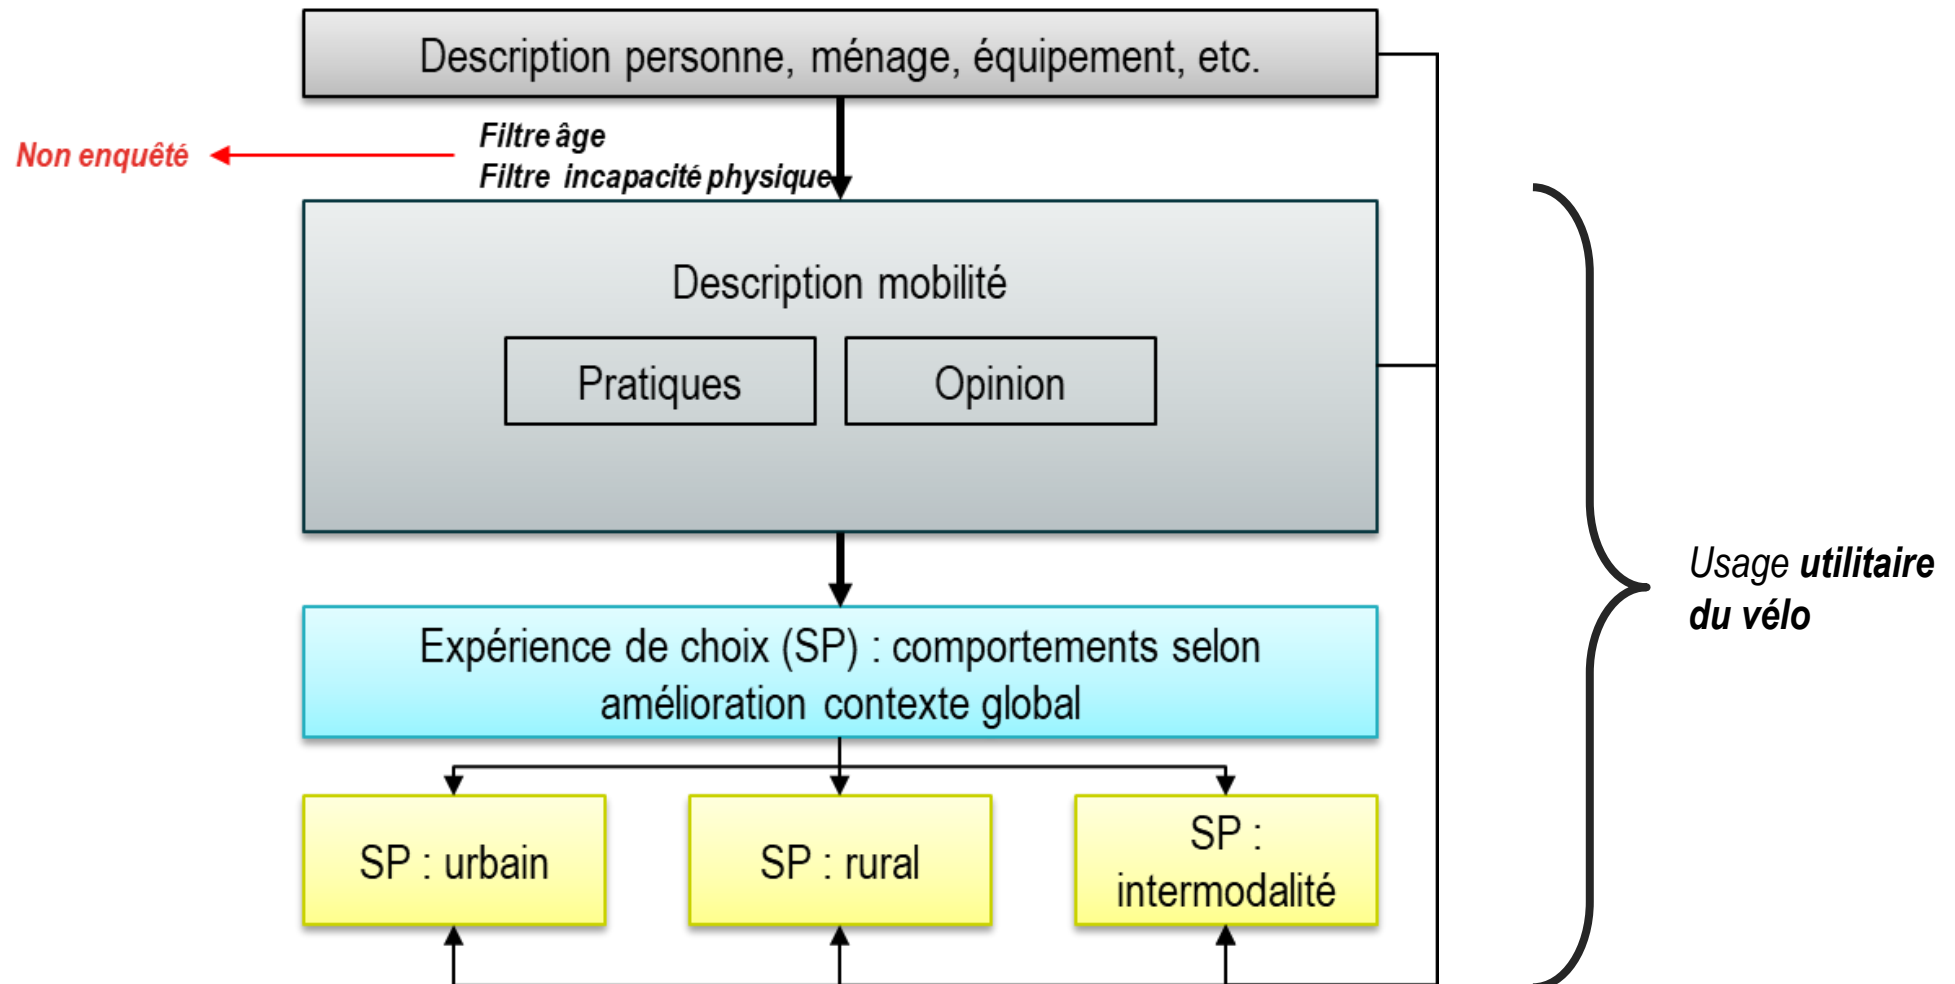 Description personne, ménage, équipement, etc.
Filtre âge
Non enquêté
Filtre incapacité physique
Description mobilité
Pratiques
Opinion
Usage utilitaire
du vélo
Expérience de choix (SP) : comportements selon
amélioration contexte global
SP : urbain
SP : rural
SP :
intermodalité